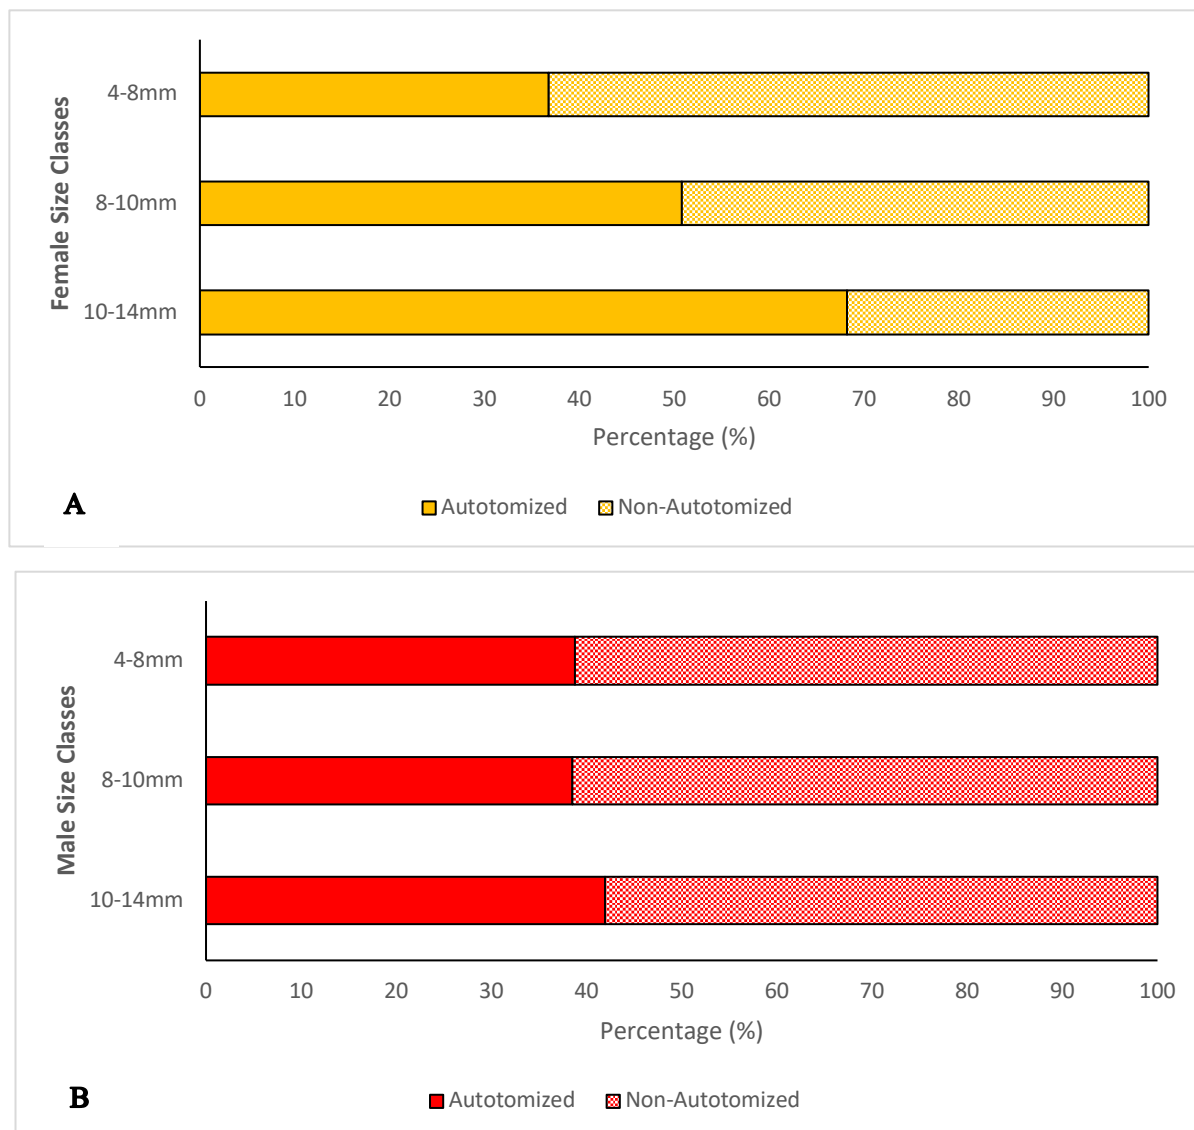 Female Size Classes
4-8mm
8-10mm
10-14mm
0 10 20 30 40 50 60 70 80 90 100
Percentage (%)
A
Autotomized Non-Autotomized
Male Size Classes
4-8mm
8-10mm
10-14mm
0 10 20 30 40 50 60 70 80 90 100
Percentage (%)
B
Autotomized Non-Autotomized